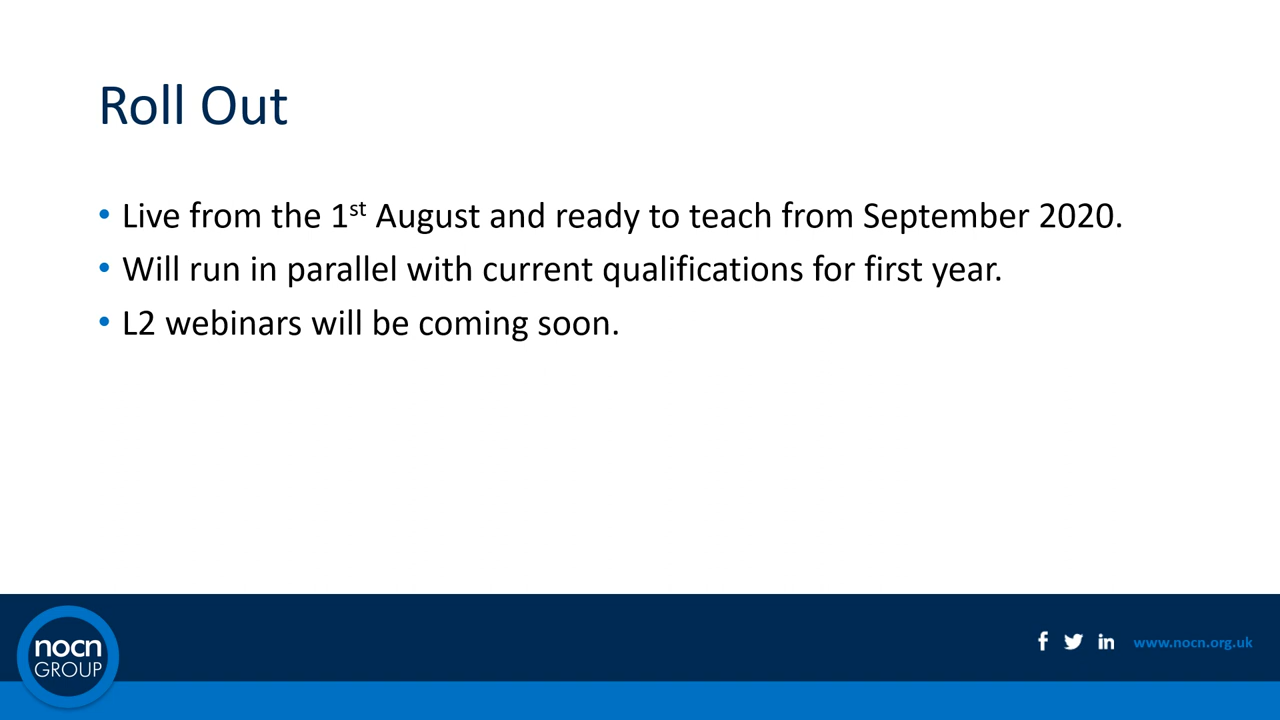 Roll Out
• Live from the 1st August and ready to teach from September 2020.
• Will run in parallel with current qualifications for first year.
• L2 webinars will be coming soon.
nocn
GROUP
www.nocn.org.uk